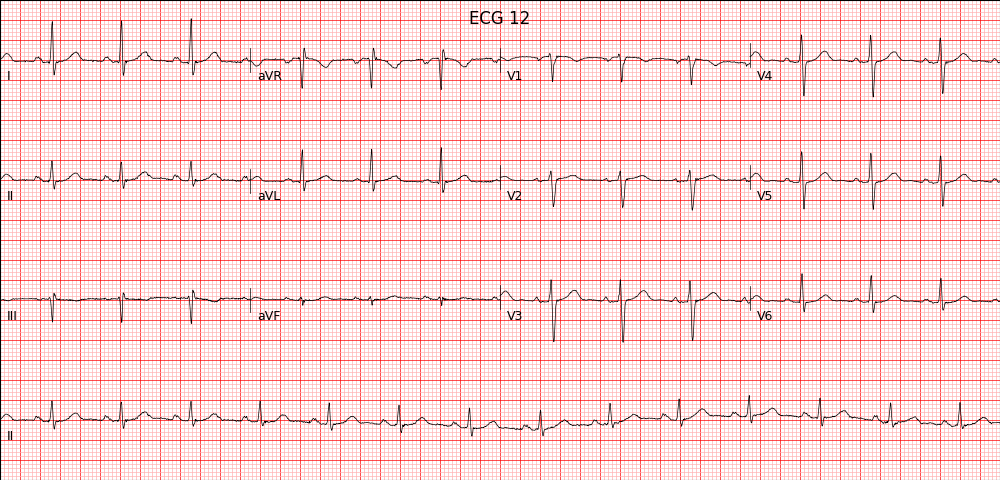 ECG 12
I aVR V1 V4
II aVL V2 V5
III aVF V3 V6
II